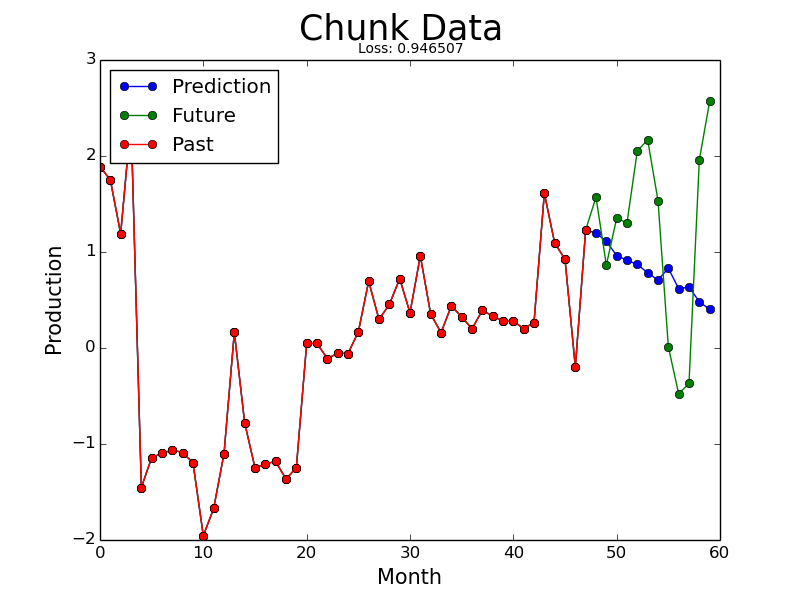 Chunk Data
Loss: 0.946507
Prediction
Future
Past
Production
3
2
1
0
−1
−2
0 10 20 30 40 50 60
Month